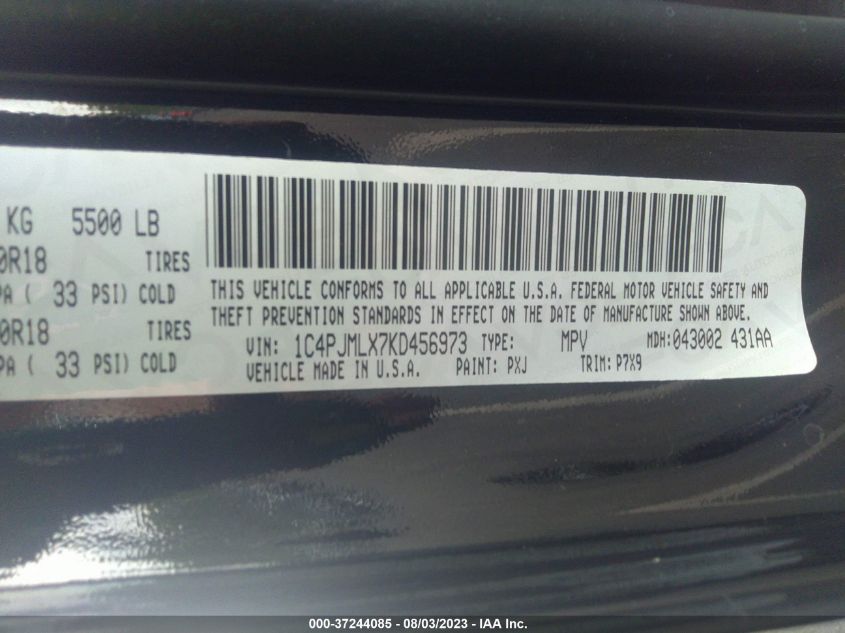 KG 5500 LB
0R18 TIRES
PA ( 33 PSI) COLD
0R18 TIRES
PA ( 33 PSI) COLD
THIS VEHICLE CONFORMS TO ALL APPLICABLE U.S.A. FEDERAL MOTOR VEHICLE SAFETY AND
THEFT PREVENTION STANDARDS IN EFFECT ON THE DATE OF MANUFACTURE SHOWN ABOVE.
VIN: 1C4PJMLX7KD456973 TYPE: MPV MDH:043002 431AA
VEHICLE MADE IN U.S.A. PAINT: PXJ TRIM: P7X9
000-37244085 - 08/03/2023 - IAA Inc.